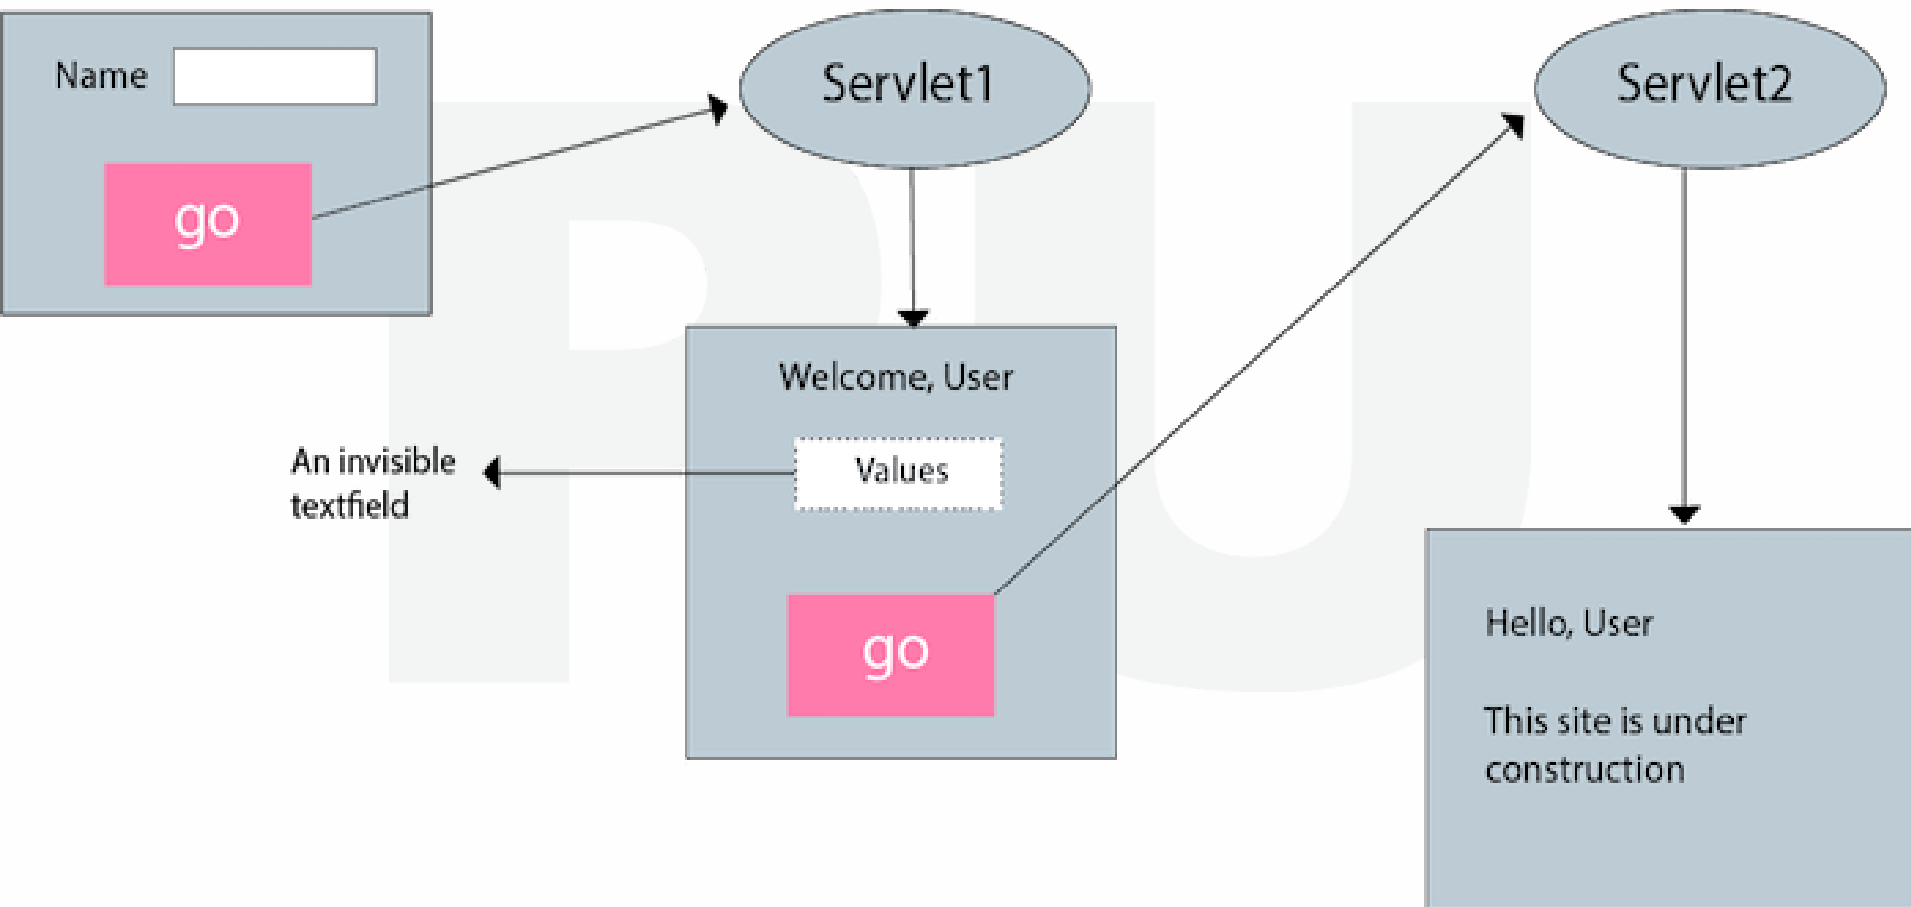 Name
go
Servlet1
Servlet2
Welcome, User
An invisible
textfield
Values
go
Hello, User
This site is under
construction